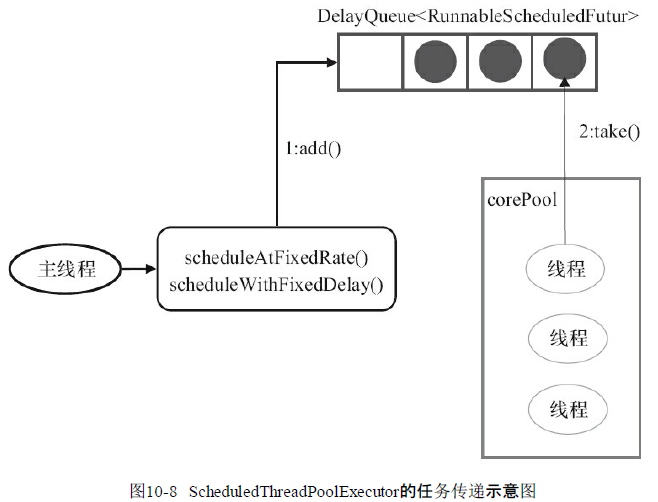 DelayQueue<RunnableScheduledFutur>
1:add()
2:take()
corePool
主线程
scheduleAtFixedRate()
scheduleWithFixedDelay()
线程
线程
线程
图10-8 ScheduledThreadPoolExecutor的任务传递示意图